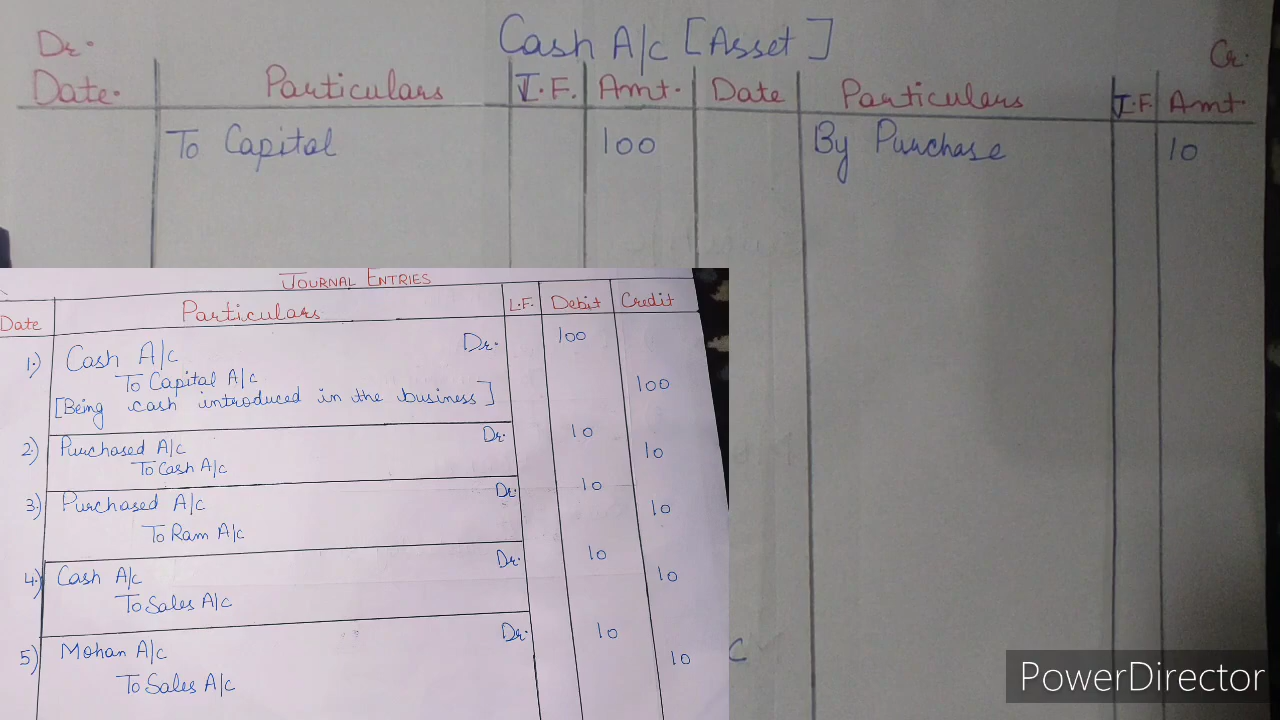 Cash A/c [Asset]
Dr. Cr.
Date. Particulars I.F. Amt. Date Particulars I.F. Amt.
To Capital 100 By Purchase 10
JOURNAL ENTRIES
Date Particulars L.F. Debit Credit
1.) Cash A/c Dr. 100
To Capital A/c 100
[Being cash introduced in the business]
2.) Purchased A/c Dr. 10
To Cash A/c 10
3.) Purchased A/c Dr. 10
To Ram A/c 10
4.) Cash A/c Dr. 10
To Sales A/c 10
5) Mohan A/c Dr. 10
To Sales A/c 10
C
PowerDirector